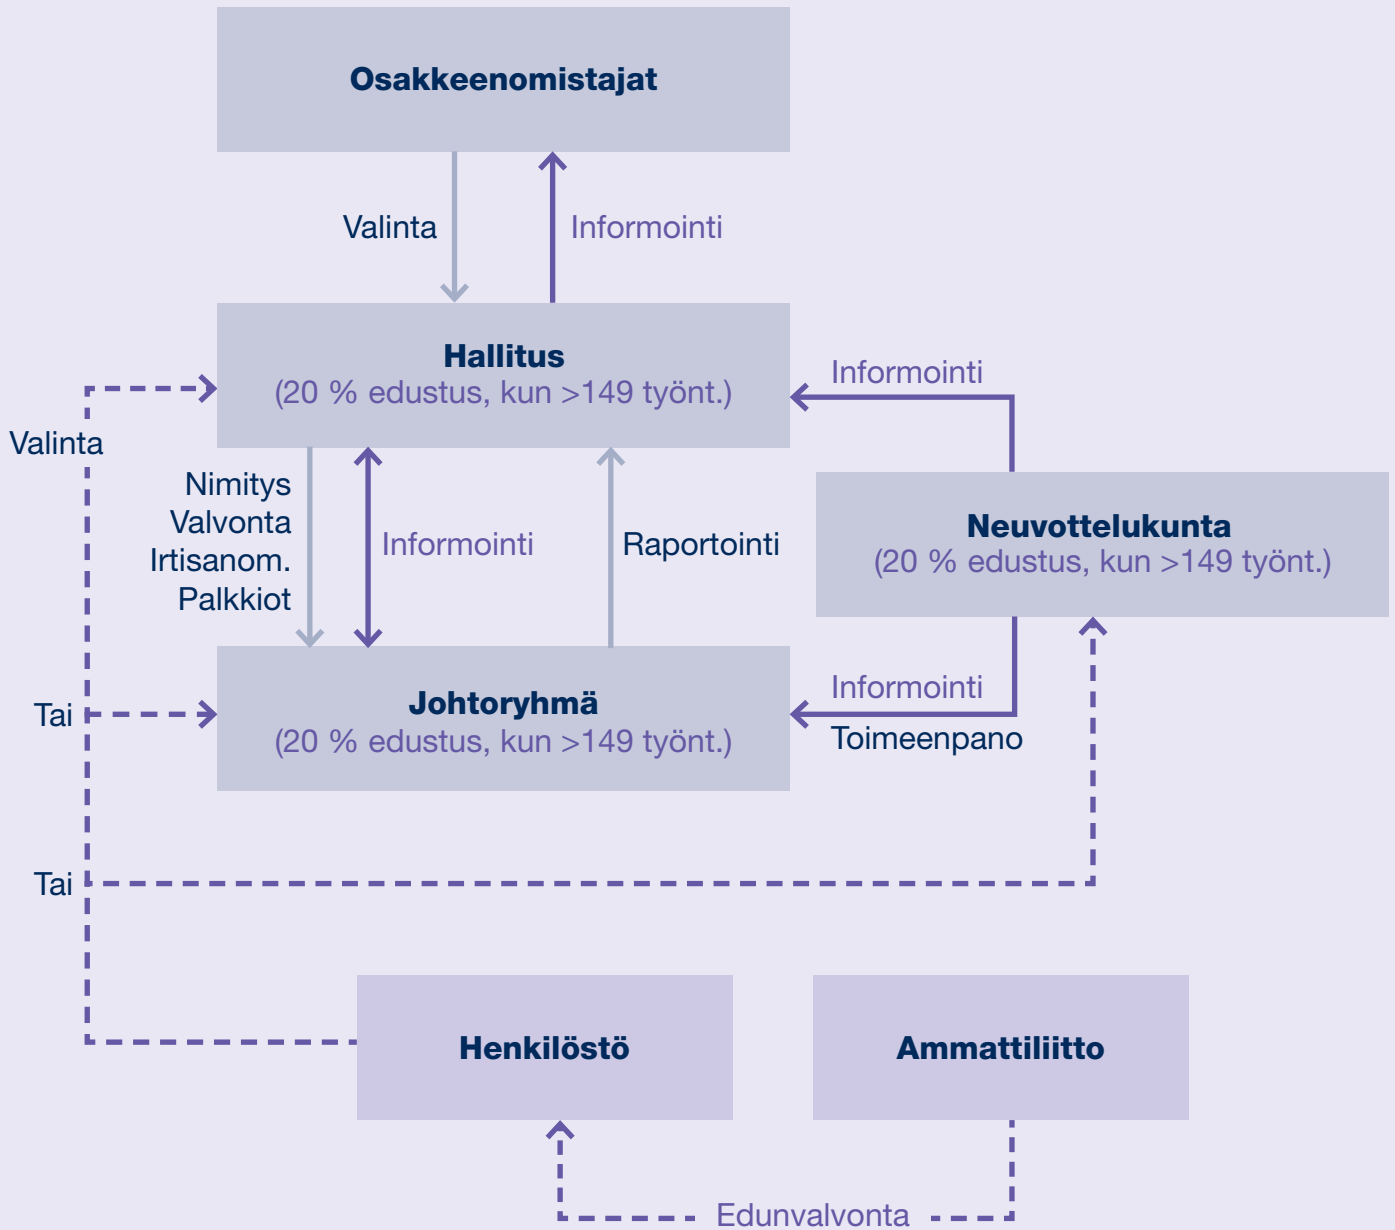 Osakkeenomistajat
Valinta
Informointi
Hallitus
(20 % edustus, kun >149 työnt.)
Informointi
Valinta
Nimitys
Valvonta
Irtisanom.
Palkkiot
Informointi
Raportointi
Neuvottelukunta
(20 % edustus, kun >149 työnt.)
Johtoryhmä
(20 % edustus, kun >149 työnt.)
Informointi
Toimeenpano
Tai
Tai
Henkilöstö
Ammattiliitto
Edunvalvonta